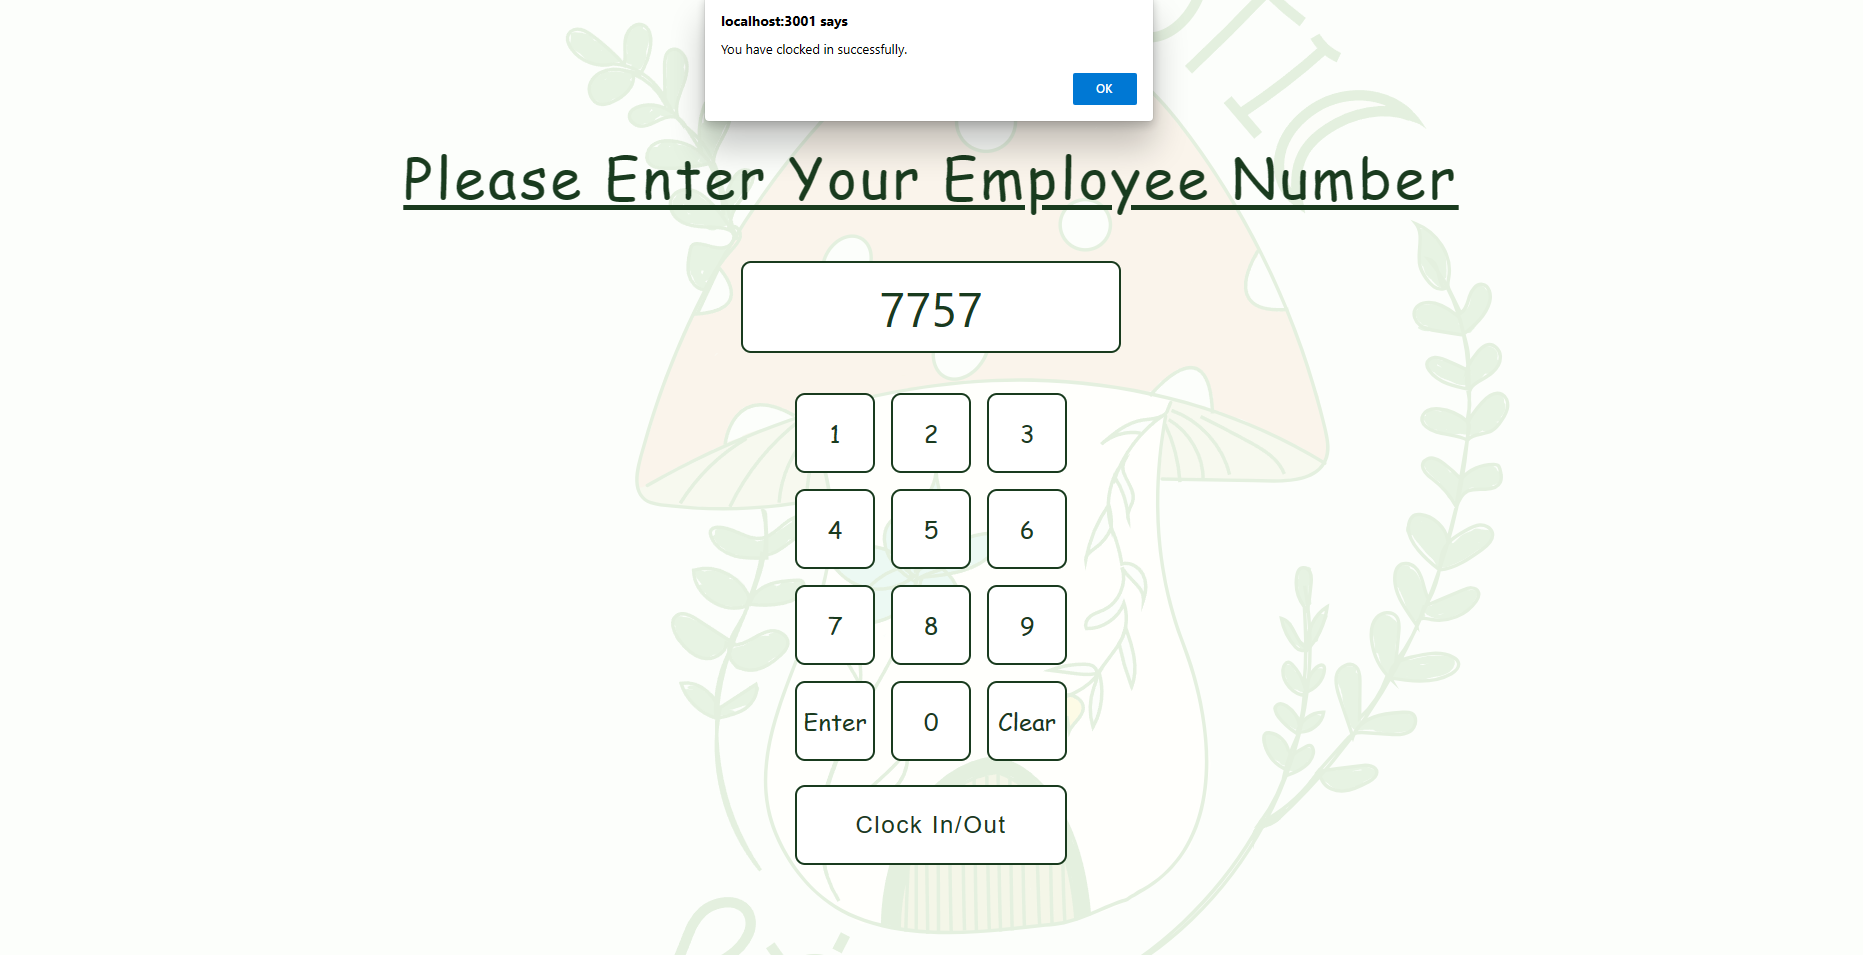 localhost:3001 says
You have clocked in successfully.
OK
Please Enter Your Employee Number
7757
1 2 3
4 5 6
7 8 9
Enter 0 Clear
Clock In/Out